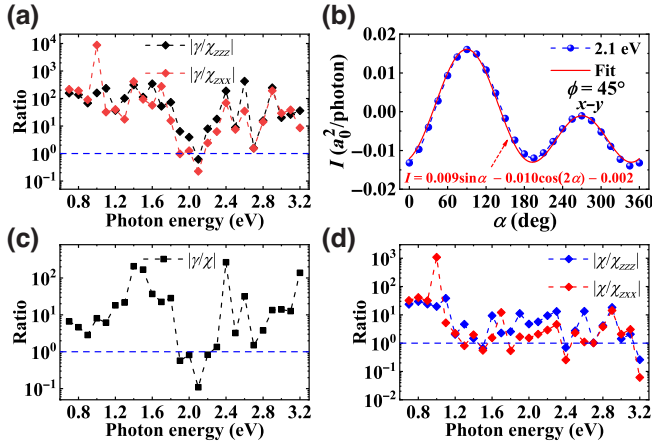 (a)
|γ/χzzz|
|γ/χzxx|
Ratio
10^4
10^3
10^2
10^1
10^0
10^-1
0.8 1.2 1.6 2.0 2.4 2.8 3.2
Photon energy (eV)
(b)
2.1 eV
Fit
ϕ = 45°
x–y
I = 0.009sinα − 0.010cos(2α) − 0.002
I (a_0^2/photon)
0.02
0.01
0.00
−0.01
−0.02
0 60 120 180 240 300 360
α (deg)
(c)
|γ/χ|
Ratio
10^2
10^1
10^0
10^-1
0.8 1.2 1.6 2.0 2.4 2.8 3.2
Photon energy (eV)
(d)
|χ/χzzz|
|χ/χzxx|
Ratio
10^3
10^2
10^1
10^0
10^-1
10^-2
0.8 1.2 1.6 2.0 2.4 2.8 3.2
Photon energy (eV)